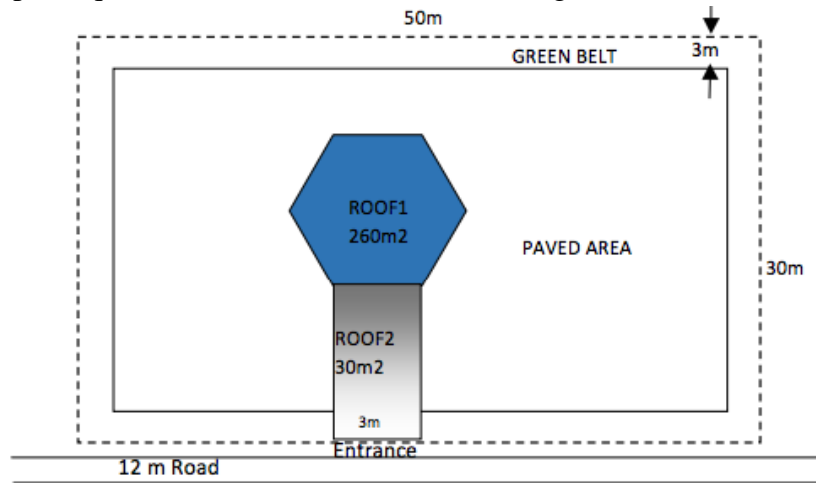 50m
3m
GREEN BELT
ROOF1
260m2
PAVED AREA
30m
ROOF2
30m2
3m
Entrance
12 m Road